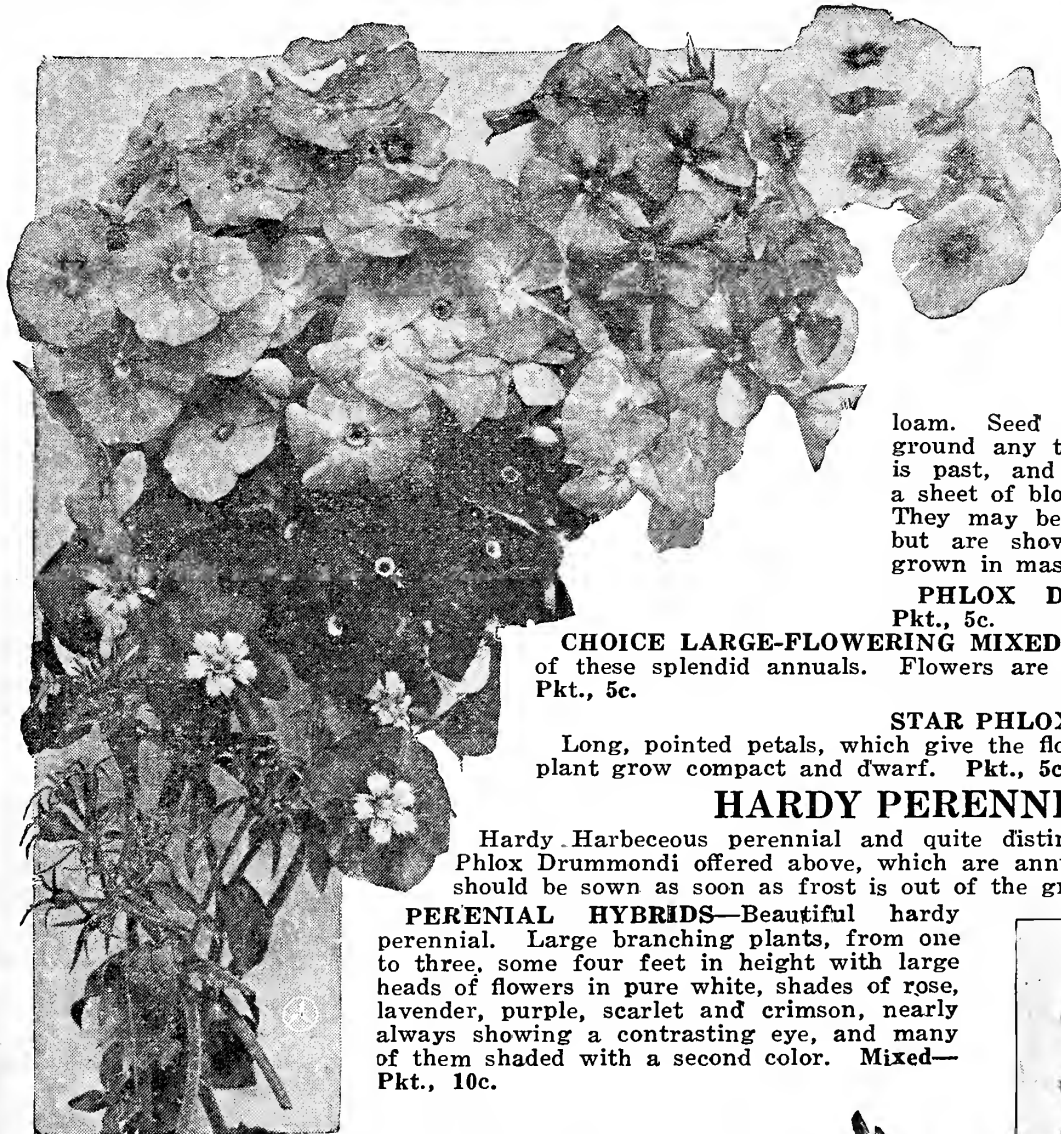 loam. Seed
ground any t
is past, and
a sheet of blo
They may be
but are show
grown in mas
PHLOX D
Pkt., 5c.
CHOICE LARGE-FLOWERING MIXED
of these splendid annuals. Flowers are
Pkt., 5c.
STAR PHLOX
Long, pointed petals, which give the flo
plant grow compact and dwarf. Pkt., 5c
HARDY PERENNI
Hardy Harbeceous perennial and quite distin
Phlox Drummondi offered above, which are ann
should be sown as soon as frost is out of the gr
PERENIAL HYBRIDS—Beautiful hardy
perennial. Large branching plants, from one
to three, some four feet in height with large
heads of flowers in pure white, shades of rose,
lavender, purple, scarlet and crimson, nearly
always showing a contrasting eye, and many
of them shaded with a second color. Mixed—
Pkt., 10c.